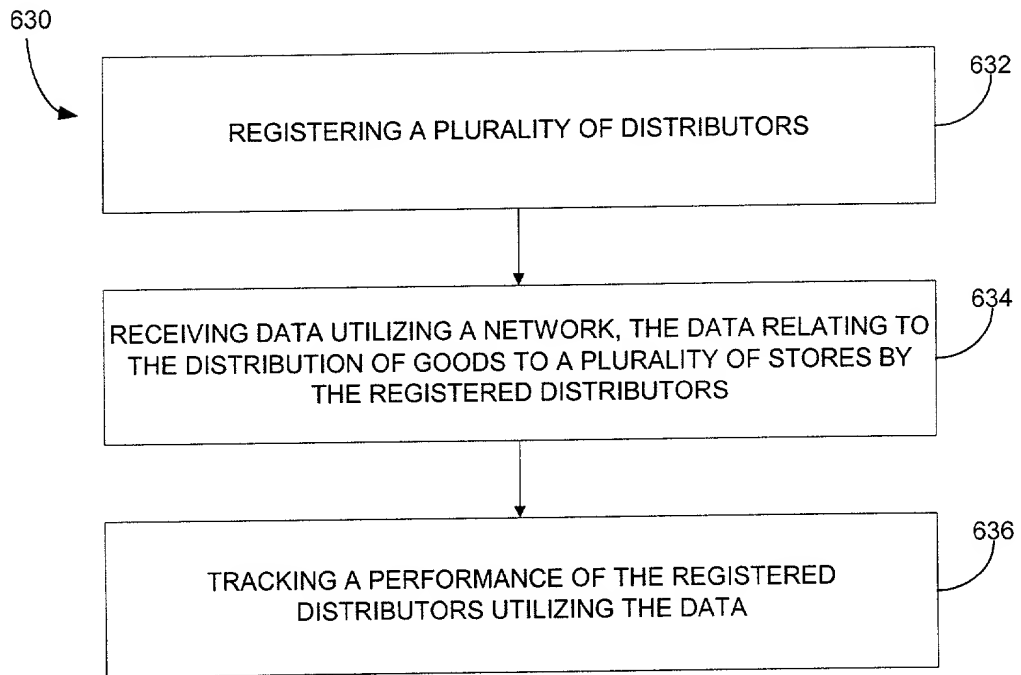 630
632
REGISTERING A PLURALITY OF DISTRIBUTORS
634
RECEIVING DATA UTILIZING A NETWORK, THE DATA RELATING TO
THE DISTRIBUTION OF GOODS TO A PLURALITY OF STORES BY
THE REGISTERED DISTRIBUTORS
636
TRACKING A PERFORMANCE OF THE REGISTERED
DISTRIBUTORS UTILIZING THE DATA